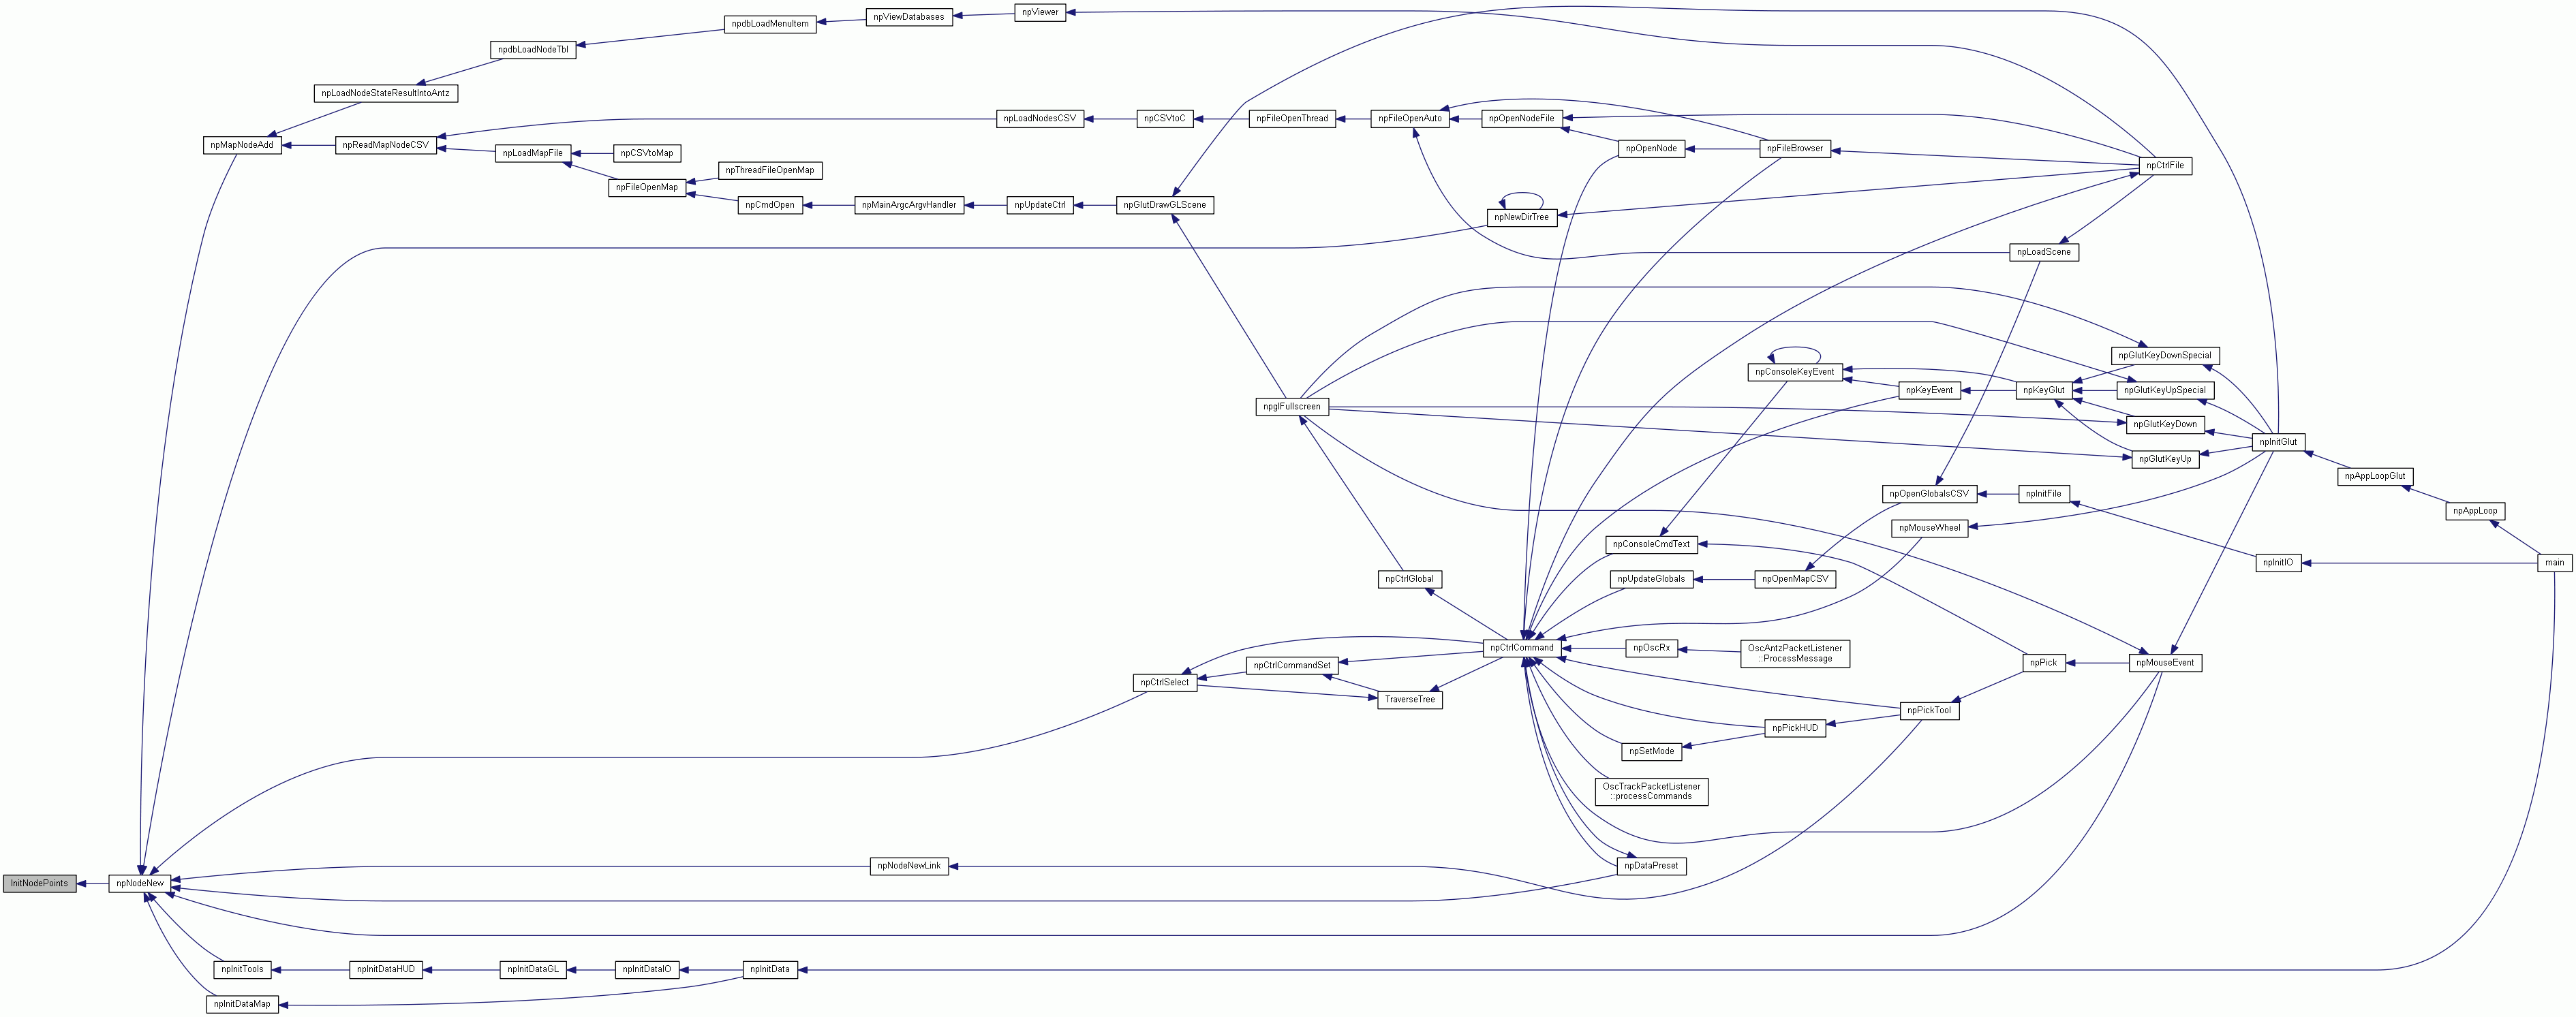 npViewer
npViewDatabases
npdbLoadMenuItem
npdbLoadNodeTbl
npLoadNodeStateResultIntoAntz
npLoadNodesCSV
npCSVtoC
npFileOpenThread
npFileOpenAuto
npOpenNodeFile
npMapNodeAdd
npReadMapNodeCSV
npLoadMapFile
npCSVtoMap
npOpenNode
npFileBrowser
npCtrlFile
npThreadFileOpenMap
npFileOpenMap
npCmdOpen
npMainArgcArgvHandler
npUpdateCtrl
npGlutDrawGLScene
npNewDirTree
npLoadScene
npGlutKeyDownSpecial
npConsoleKeyEvent
npKeyEvent
npKeyGlut
npGlutKeyUpSpecial
npglFullscreen
npGlutKeyDown
npInitGlut
npGlutKeyUp
npAppLoopGlut
npOpenGlobalsCSV
npInitFile
npAppLoop
npMouseWheel
npConsoleCmdText
npInitIO
main
npCtrlGlobal
npUpdateGlobals
npOpenMapCSV
npCtrlCommand
npOscRx
OscAntzPacketListener
::ProcessMessage
npCtrlCommandSet
npPick
npMouseEvent
npCtrlSelect
TraverseTree
npPickTool
npPickHUD
npSetMode
OscTrackPacketListener
::processCommands
npNodeNewLink
npDataPreset
InitNodePoints
npNodeNew
npInitTools
npInitDataHUD
npInitDataGL
npInitDataIO
npInitData
npInitDataMap